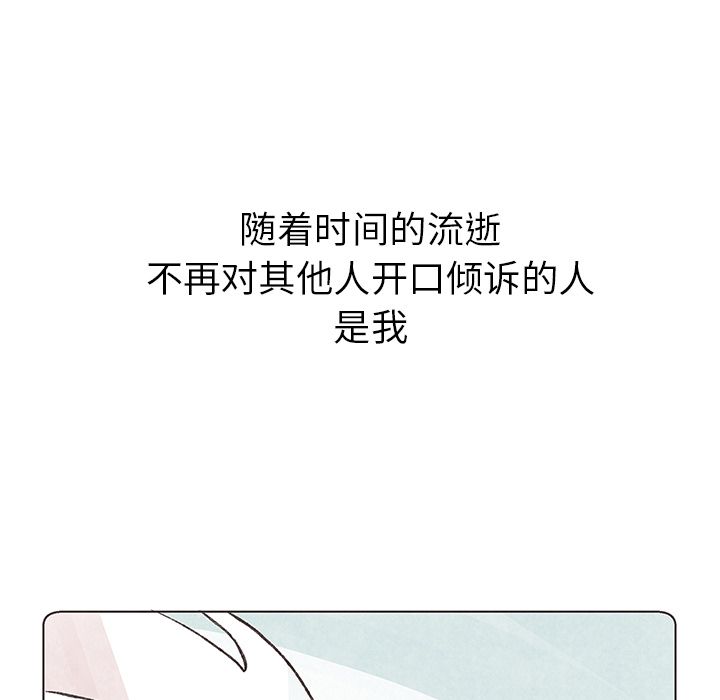 随着时间的流逝
不再对其他人开口倾诉的人
是我